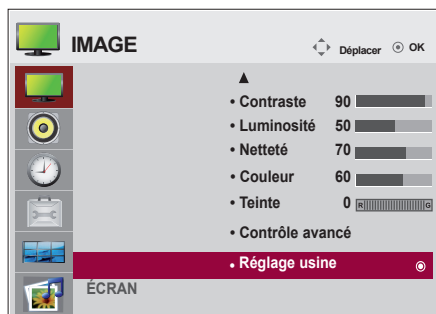 IMAGE
Déplacer OK
• Contraste 90
• Luminosité 50
• Netteté 70
• Couleur 60
• Teinte 0 R G
• Contrôle avancé
• Réglage usine
ÉCRAN